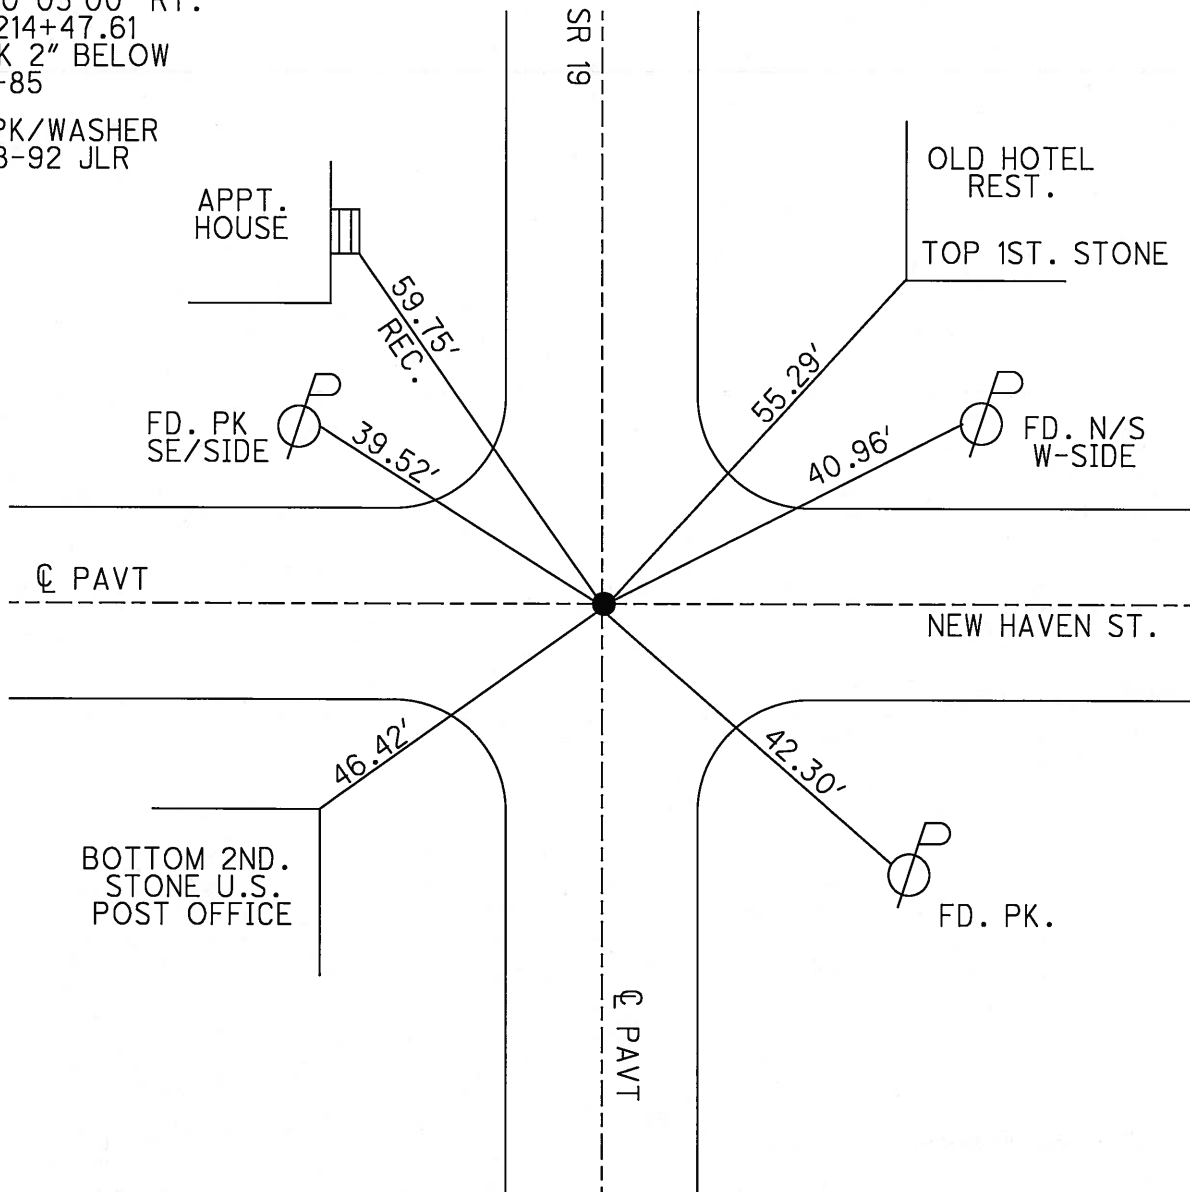 RT.
214+47.61
2" BELOW
-85
PK/WASHER
-92 JLR
SR 19
APPT.
HOUSE
OLD HOTEL
REST.
TOP 1ST. STONE
59.75'
REC.
55.29'
FD. PK
SE/SIDE
39.52'
40.96'
FD. N/S
W-SIDE
℄ PAVT
NEW HAVEN ST.
46.42'
42.30'
BOTTOM 2ND.
STONE U.S.
POST OFFICE
FD. PK.
℄ PAVT